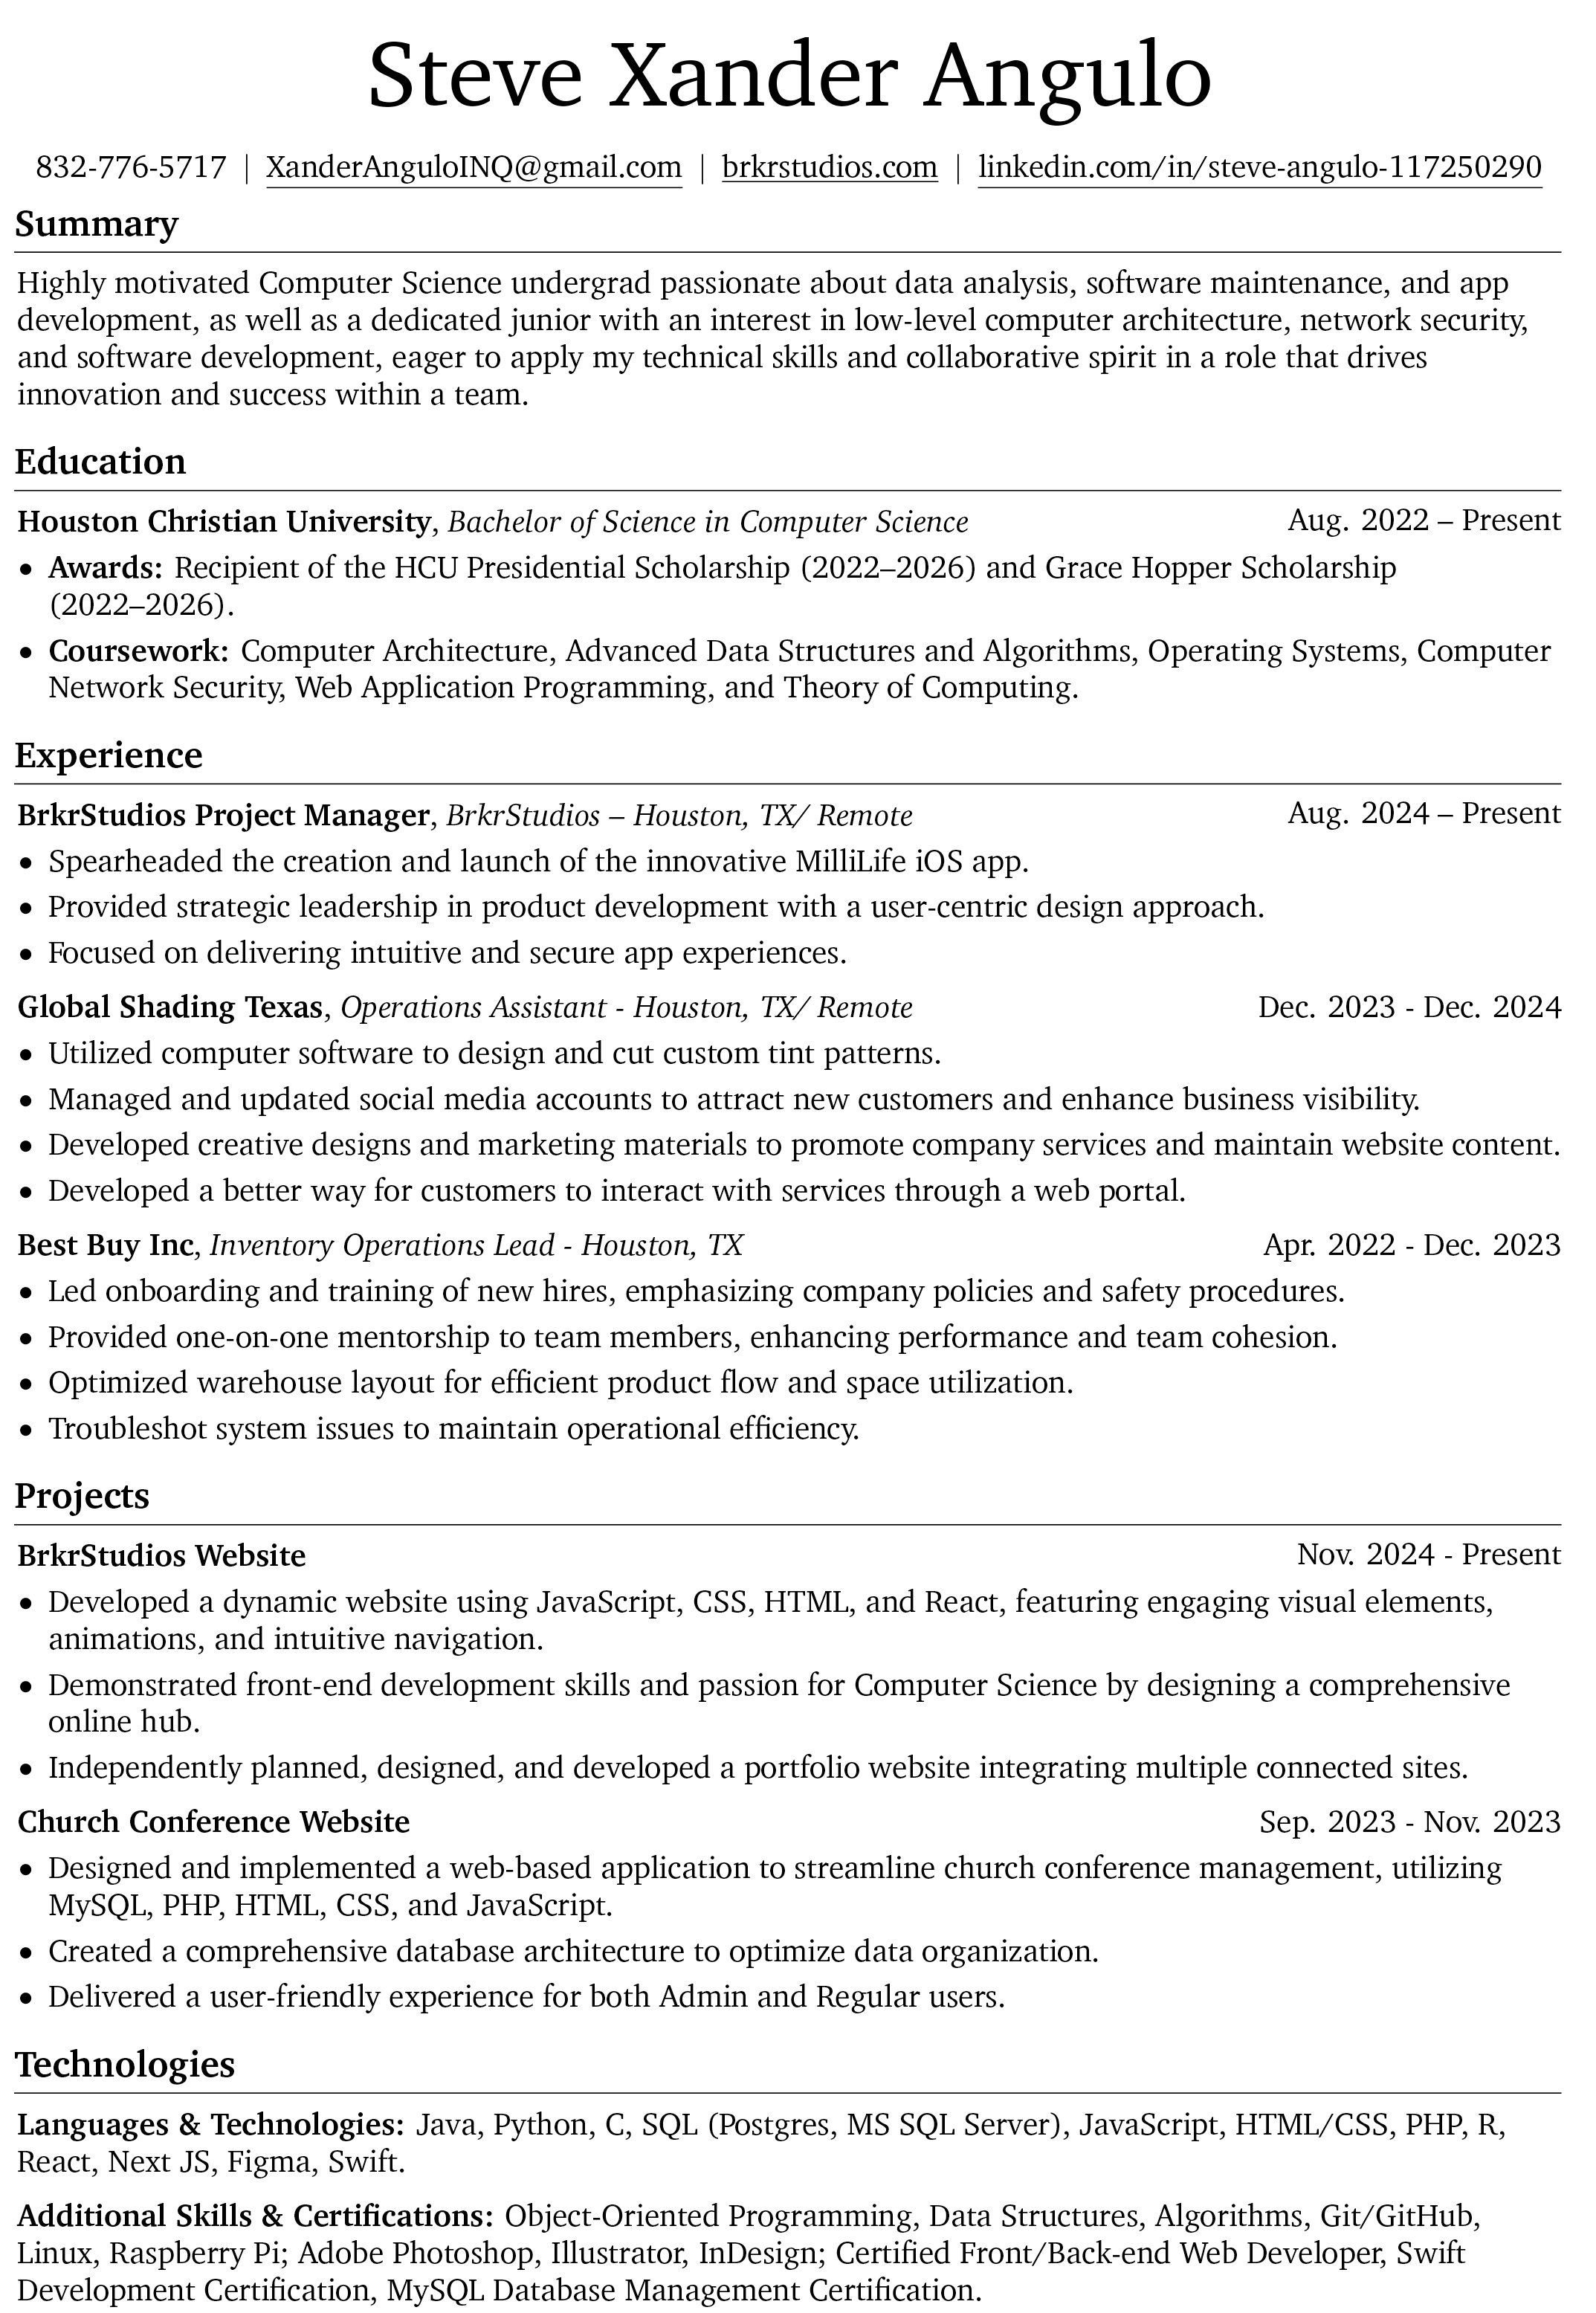 Steve Xander Angulo
832-776-5717 | XanderAnguloINQ@gmail.com | brkrstudios.com | linkedin.com/in/steve-angulo-117250290
Summary
Highly motivated Computer Science undergrad passionate about data analysis, software maintenance, and app
development, as well as a dedicated junior with an interest in low-level computer architecture, network security,
and software development, eager to apply my technical skills and collaborative spirit in a role that drives
innovation and success within a team.
Education
Houston Christian University, Bachelor of Science in Computer Science Aug. 2022 – Present
• Awards: Recipient of the HCU Presidential Scholarship (2022–2026) and Grace Hopper Scholarship
(2022–2026).
• Coursework: Computer Architecture, Advanced Data Structures and Algorithms, Operating Systems, Computer
Network Security, Web Application Programming, and Theory of Computing.
Experience
BrkrStudios Project Manager, BrkrStudios – Houston, TX/ Remote Aug. 2024 – Present
• Spearheaded the creation and launch of the innovative MilliLife iOS app.
• Provided strategic leadership in product development with a user-centric design approach.
• Focused on delivering intuitive and secure app experiences.
Global Shading Texas, Operations Assistant - Houston, TX/ Remote Dec. 2023 - Dec. 2024
• Utilized computer software to design and cut custom tint patterns.
• Managed and updated social media accounts to attract new customers and enhance business visibility.
• Developed creative designs and marketing materials to promote company services and maintain website content.
• Developed a better way for customers to interact with services through a web portal.
Best Buy Inc, Inventory Operations Lead - Houston, TX Apr. 2022 - Dec. 2023
• Led onboarding and training of new hires, emphasizing company policies and safety procedures.
• Provided one-on-one mentorship to team members, enhancing performance and team cohesion.
• Optimized warehouse layout for efficient product flow and space utilization.
• Troubleshot system issues to maintain operational efficiency.
Projects
BrkrStudios Website Nov. 2024 - Present
• Developed a dynamic website using JavaScript, CSS, HTML, and React, featuring engaging visual elements,
animations, and intuitive navigation.
• Demonstrated front-end development skills and passion for Computer Science by designing a comprehensive
online hub.
• Independently planned, designed, and developed a portfolio website integrating multiple connected sites.
Church Conference Website Sep. 2023 - Nov. 2023
• Designed and implemented a web-based application to streamline church conference management, utilizing
MySQL, PHP, HTML, CSS, and JavaScript.
• Created a comprehensive database architecture to optimize data organization.
• Delivered a user-friendly experience for both Admin and Regular users.
Technologies
Languages & Technologies: Java, Python, C, SQL (Postgres, MS SQL Server), JavaScript, HTML/CSS, PHP, R,
React, Next JS, Figma, Swift.
Additional Skills & Certifications: Object-Oriented Programming, Data Structures, Algorithms, Git/GitHub,
Linux, Raspberry Pi; Adobe Photoshop, Illustrator, InDesign; Certified Front/Back-end Web Developer, Swift
Development Certification, MySQL Database Management Certification.